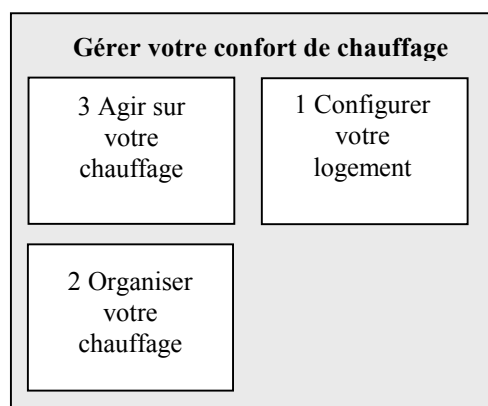 Gérer votre confort de chauffage
3 Agir sur
votre
chauffage
1 Configurer
votre
logement
2 Organiser
votre
chauffage